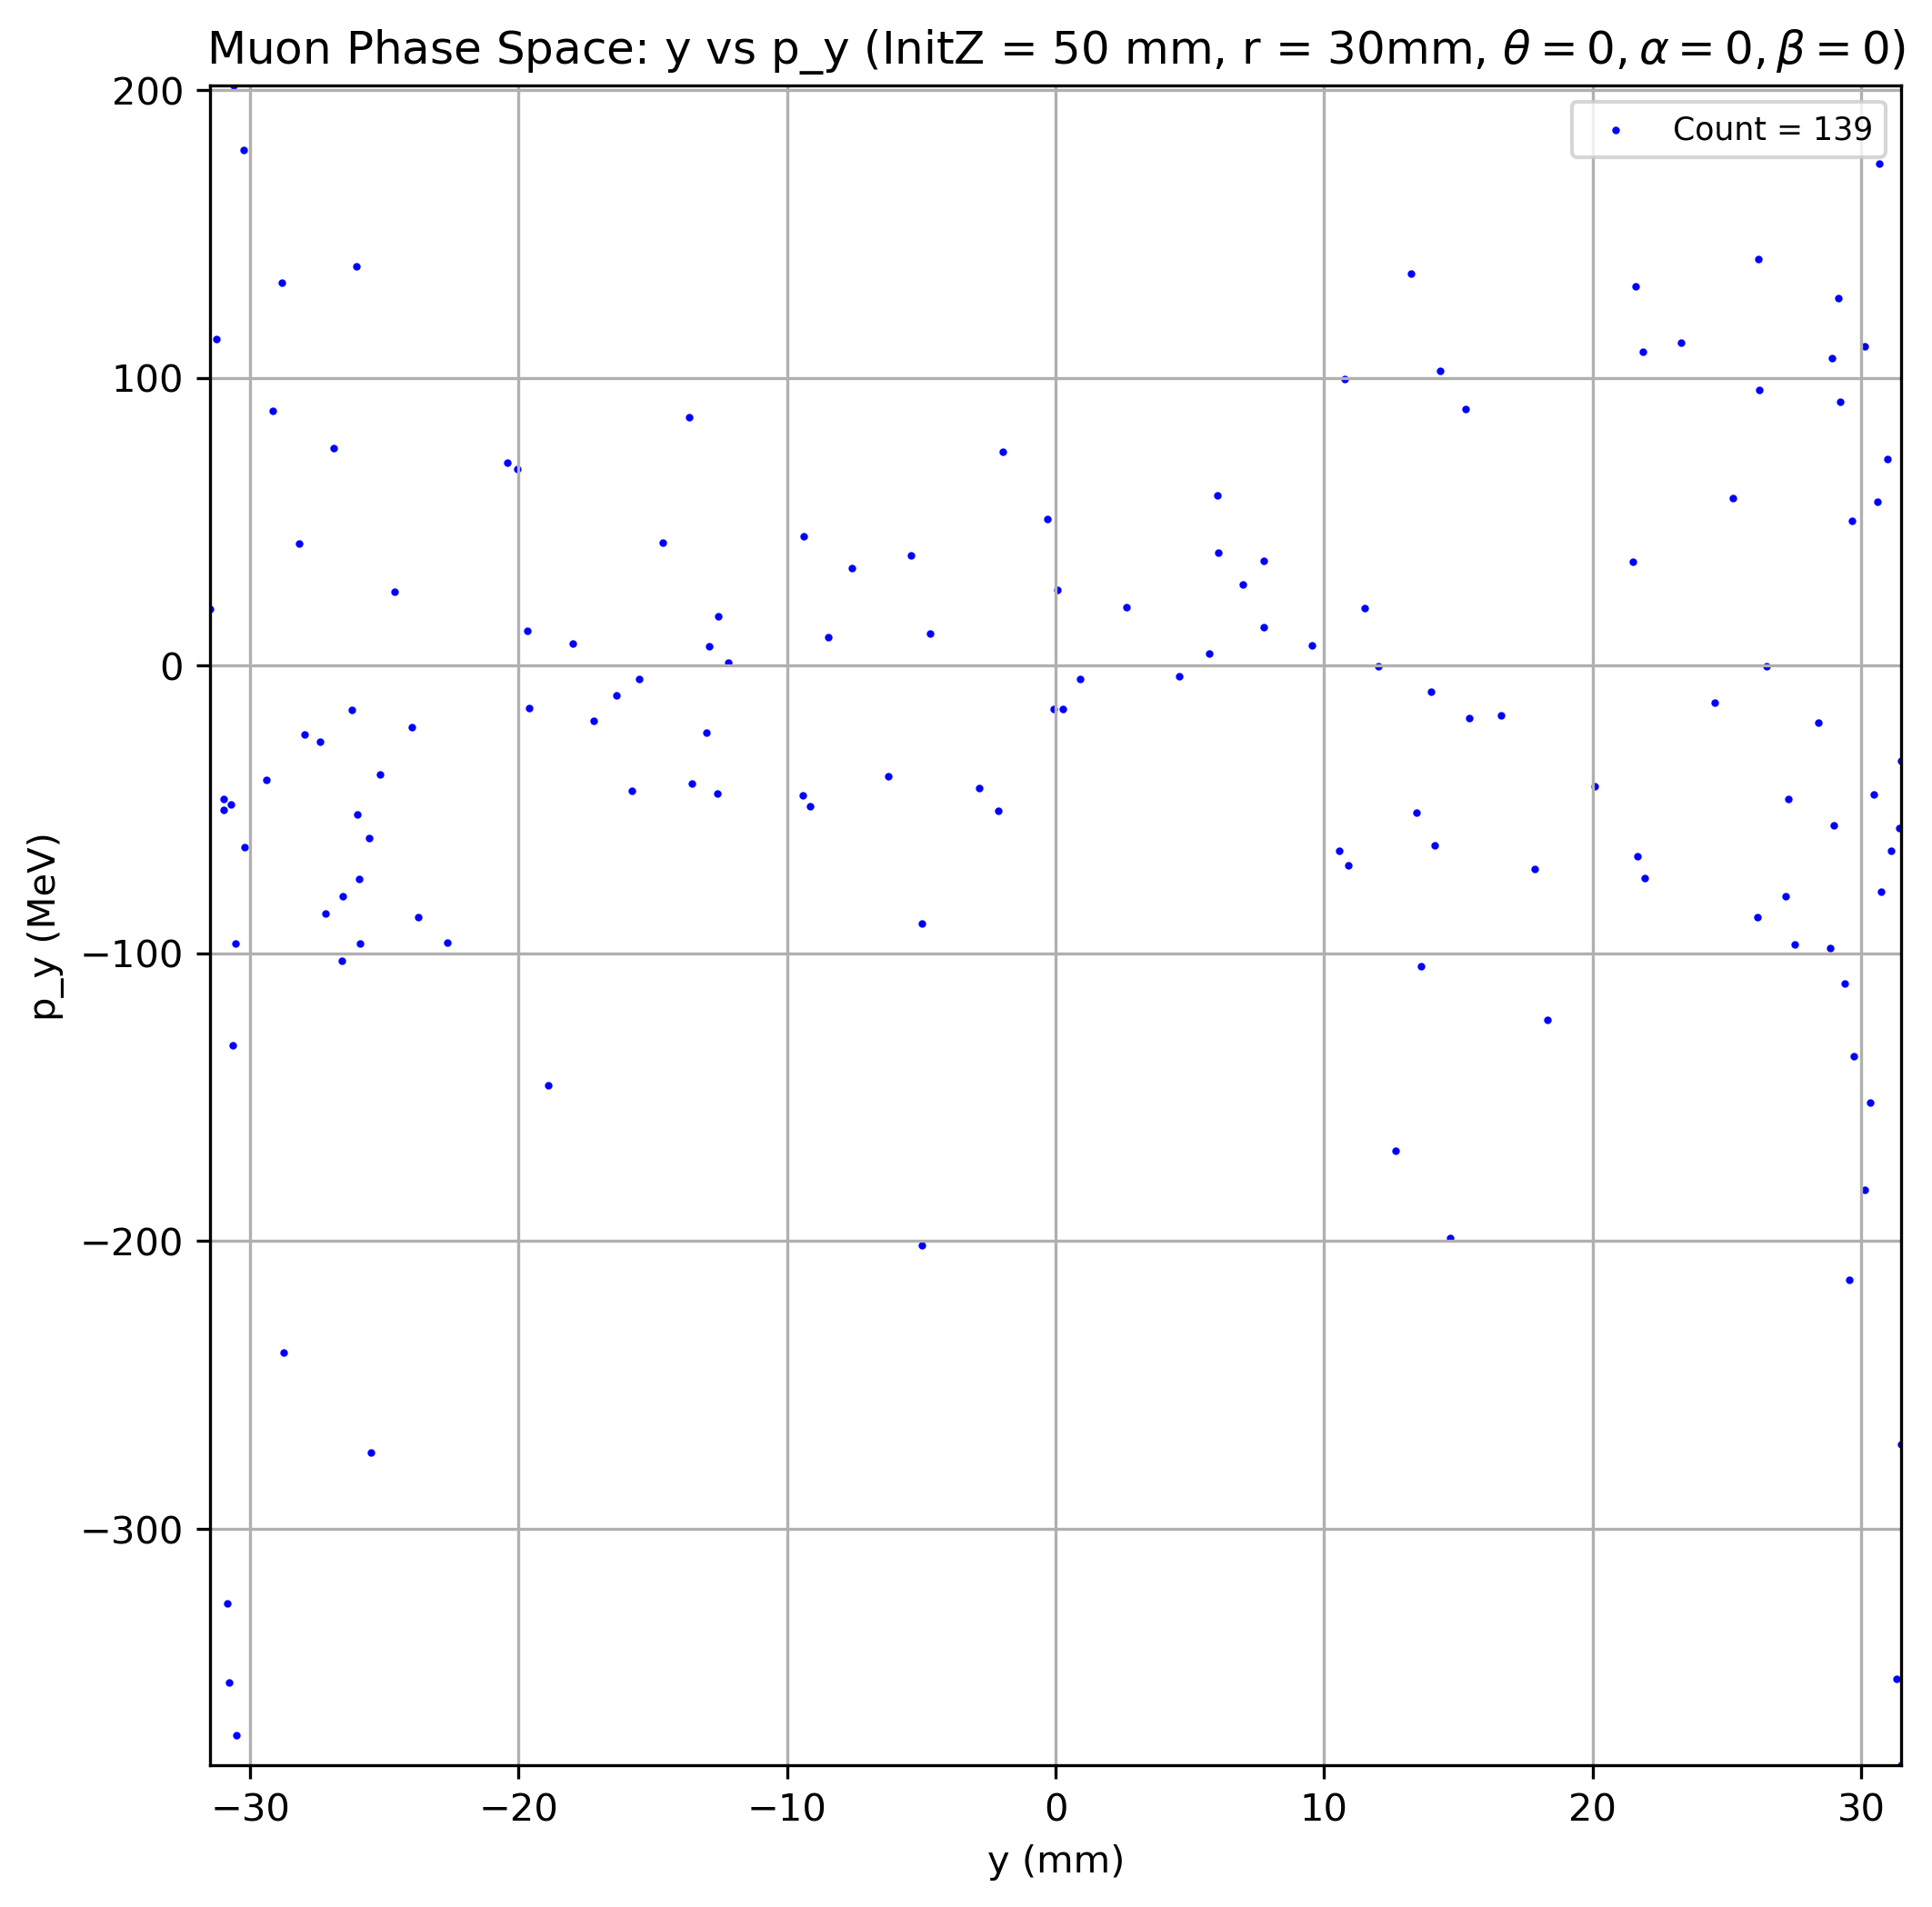 Muon Phase Space: y vs p_y (InitZ = 50 mm, r = 30mm, θ = 0, α = 0, β = 0)
Count = 139
200
100
0
−100
−200
−300
p_y (MeV)
−30 −20 −10 0 10 20 30
y (mm)